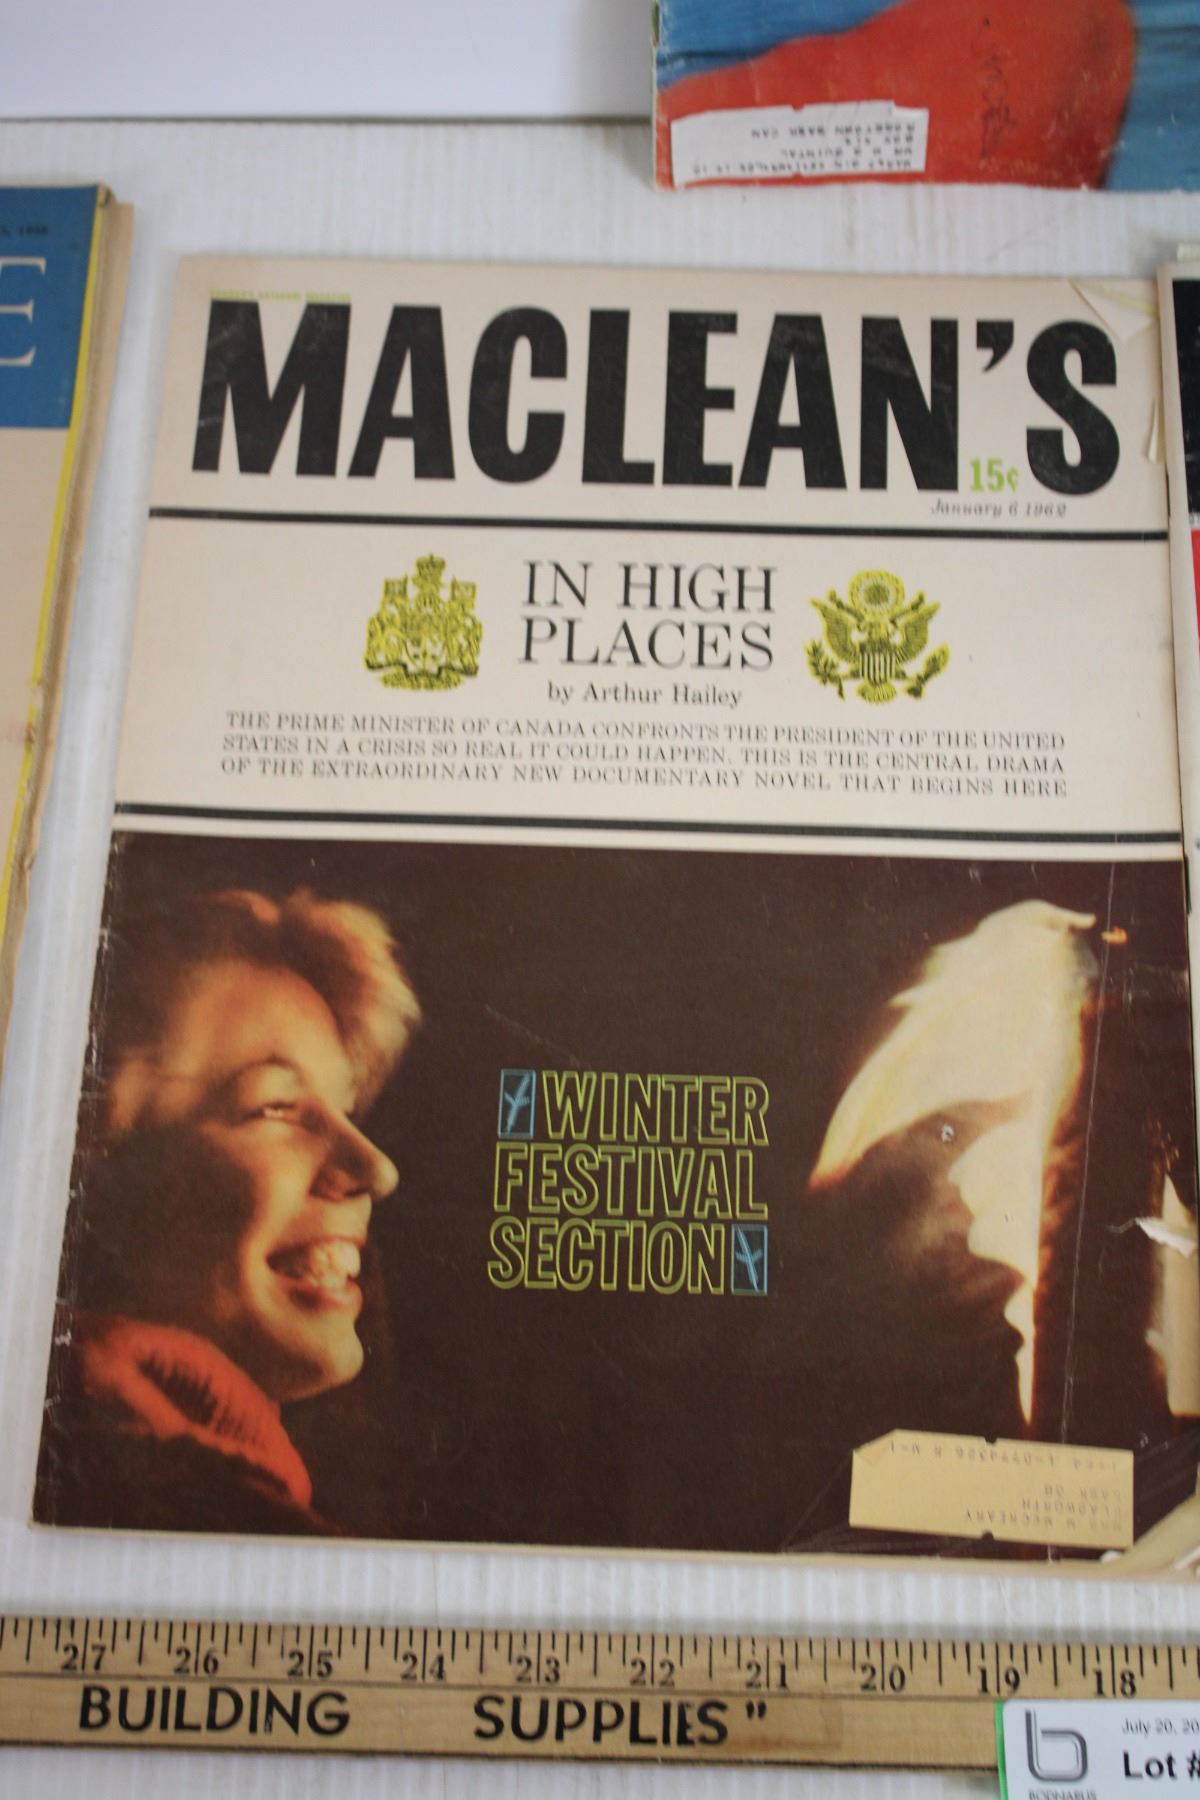 1958
E
MACLEAN'S
15¢
January 6 1962
IN HIGH
PLACES
by Arthur Hailey
THE PRIME MINISTER OF CANADA CONFRONTS THE PRESIDENT OF THE UNITED
STATES IN A CRISIS SO REAL IT COULD HAPPEN. THIS IS THE CENTRAL DRAMA
OF THE EXTRAORDINARY NEW DOCUMENTARY NOVEL THAT BEGINS HERE
WINTER
FESTIVAL
SECTION
27 26 25 24 23 22 21 20 19 18
BUILDING SUPPLIES "
b
July 20, 20
Lot #
BODNARUS